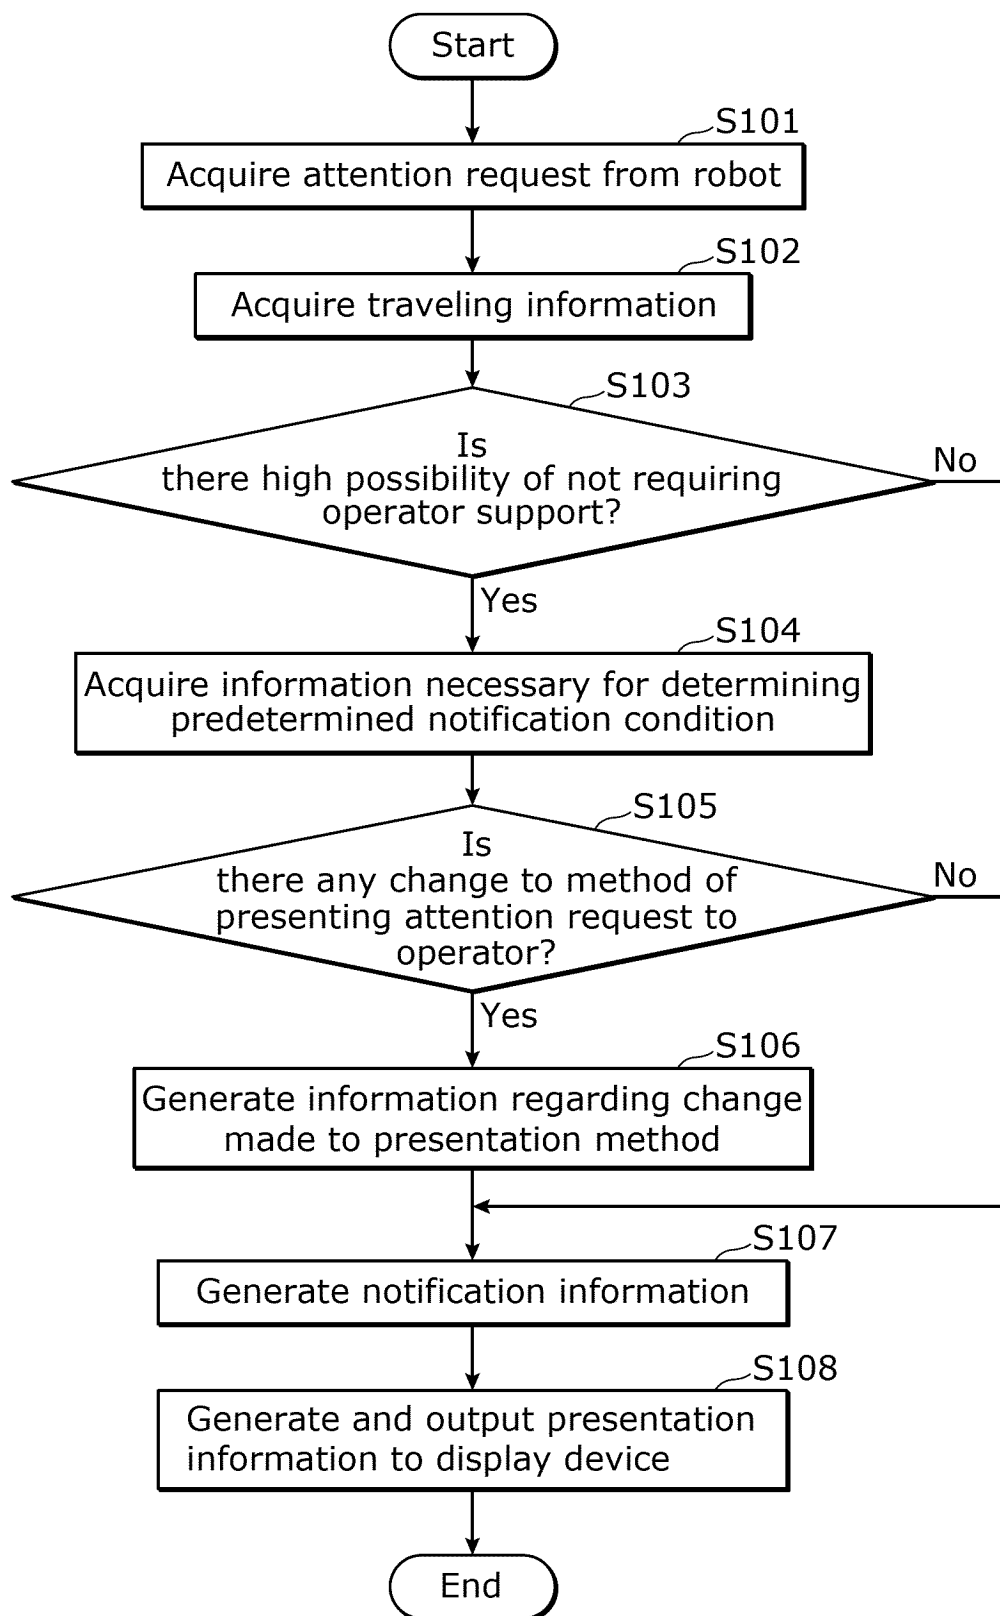 Start
S101
Acquire attention request from robot
S102
Acquire traveling information
S103
Is
there high possibility of not requiring
operator support?
No
Yes
S104
Acquire information necessary for determining
predetermined notification condition
S105
Is
there any change to method of
presenting attention request to
operator?
No
Yes
S106
Generate information regarding change
made to presentation method
S107
Generate notification information
S108
Generate and output presentation
information to display device
End